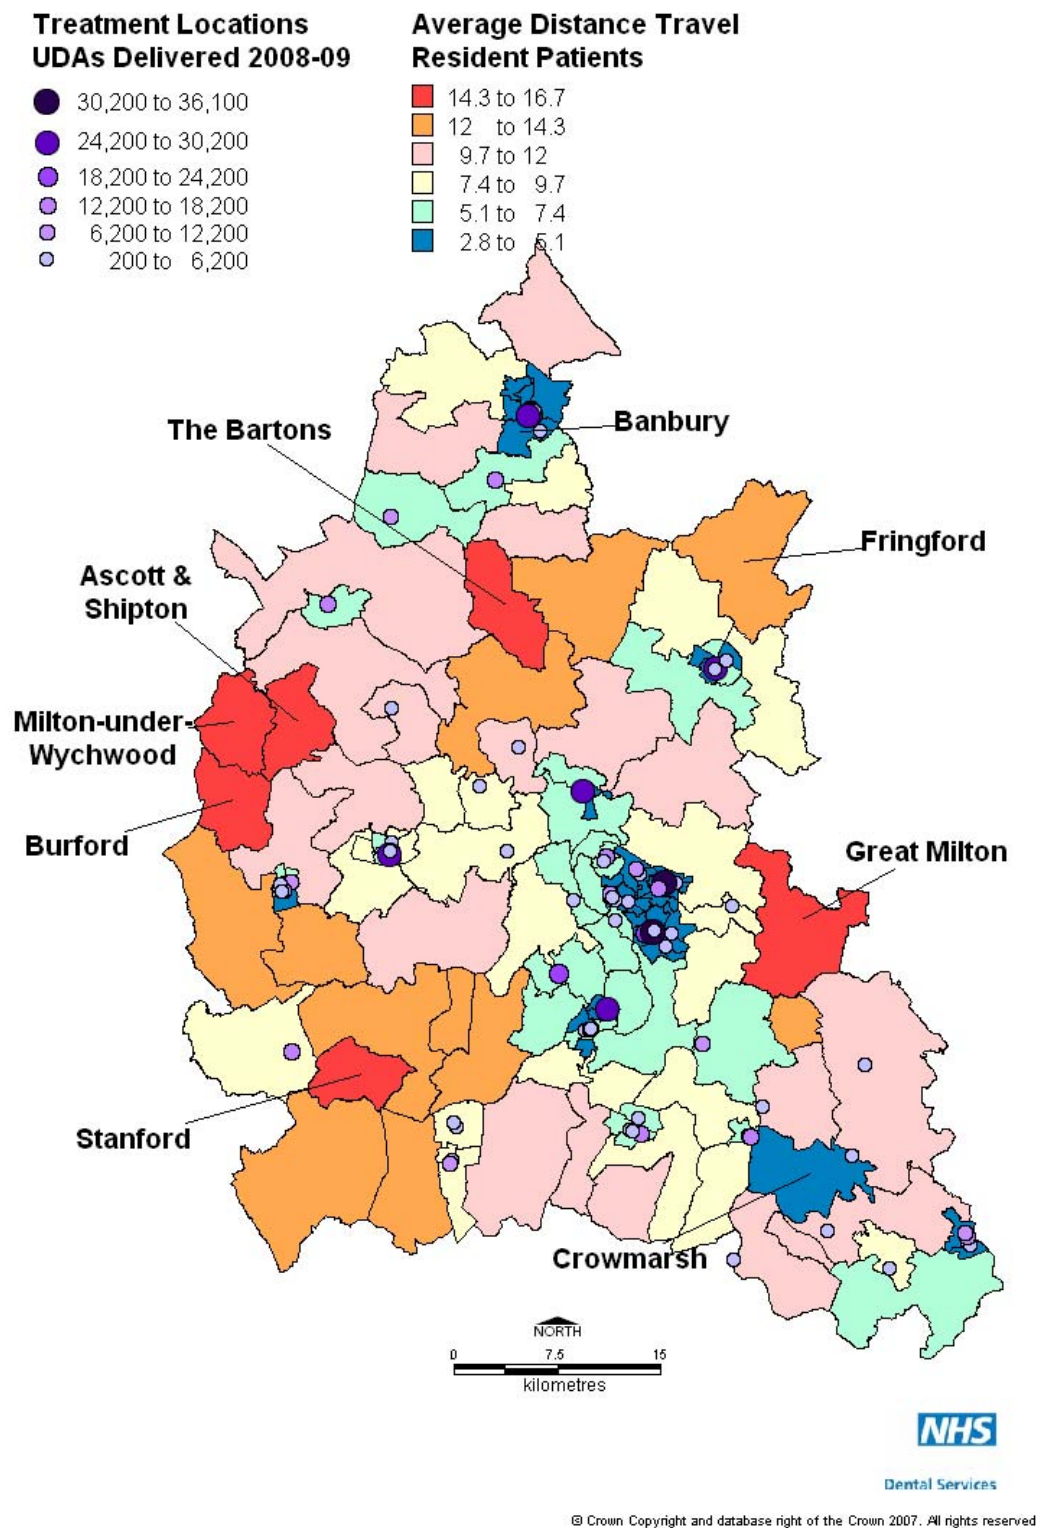 Treatment Locations
UDAs Delivered 2008-09
30,200 to 36,100
24,200 to 30,200
18,200 to 24,200
12,200 to 18,200
6,200 to 12,200
200 to 6,200
Average Distance Travel
Resident Patients
14.3 to 16.7
12 to 14.3
9.7 to 12
7.4 to 9.7
5.1 to 7.4
2.8 to 5.1
The Bartons
Banbury
Fringford
Ascott &
Shipton
Milton-under-
Wychwood
Burford
Great Milton
Stanford
Crowmarsh
NORTH
0 7.5 15
kilometres
NHS
Dental Services
© Crown Copyright and database right of the Crown 2007. All rights reserved